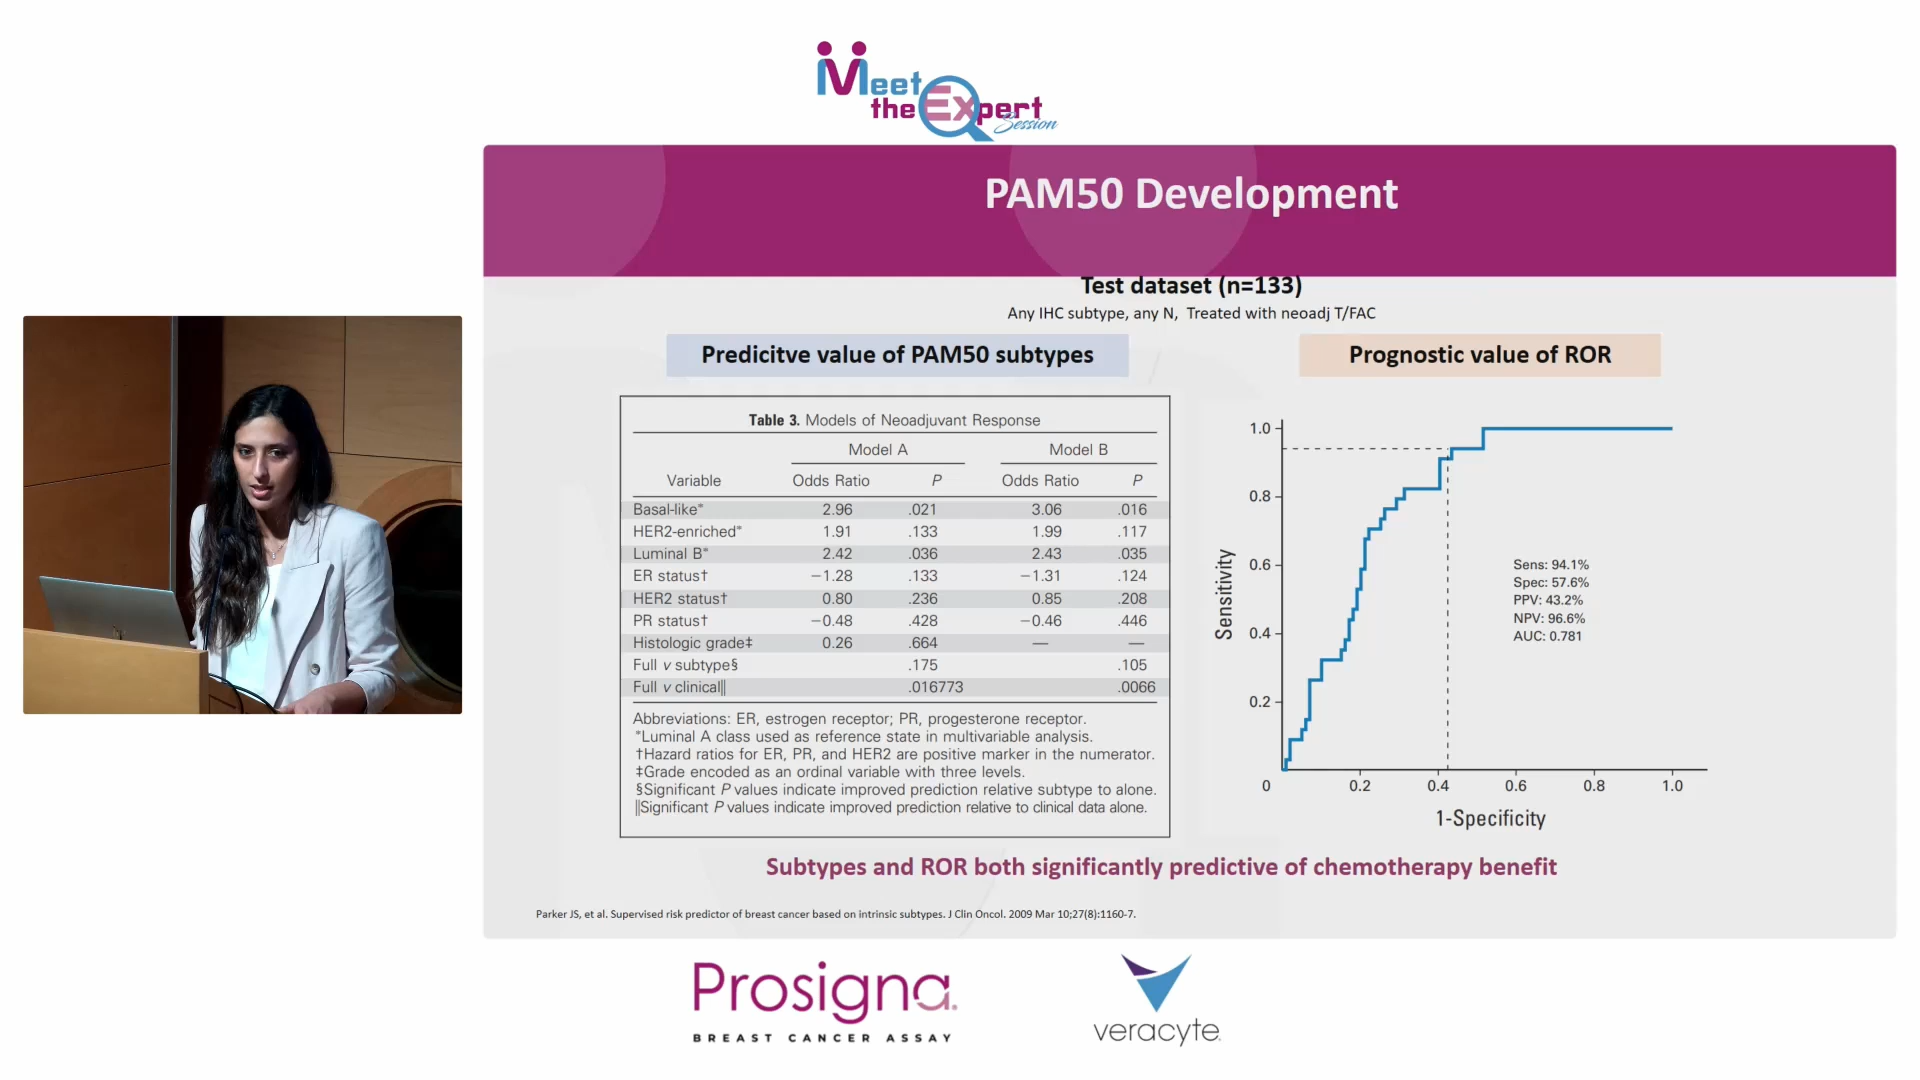 Meet
the Expert
Session
PAM50 Development
Test dataset (n=133)
Any IHC subtype, any N, Treated with neoadj T/FAC
Predicitve value of PAM50 subtypes
Prognostic value of ROR
Table 3. Models of Neoadjuvant Response
Model A Model B
Variable Odds Ratio P Odds Ratio P
Basal-like* 2.96 .021 3.06 .016
HER2-enriched* 1.91 .133 1.99 .117
Luminal B* 2.42 .036 2.43 .035
ER status† −1.28 .133 −1.31 .124
HER2 status† 0.80 .236 0.85 .208
PR status† −0.48 .428 −0.46 .446
Histologic grade‡ 0.26 .664 — —
Full v subtype§ .175 .105
Full v clinical‖ .016773 .0066
Abbreviations: ER, estrogen receptor; PR, progesterone receptor.
*Luminal A class used as reference state in multivariable analysis.
†Hazard ratios for ER, PR, and HER2 are positive marker in the numerator.
‡Grade encoded as an ordinal variable with three levels.
§Significant P values indicate improved prediction relative subtype to alone.
‖Significant P values indicate improved prediction relative to clinical data alone.
1.0
0.8
0.6
0.4
0.2
Sensitivity
Sens: 94.1%
Spec: 57.6%
PPV: 43.2%
NPV: 96.6%
AUC: 0.781
0 0.2 0.4 0.6 0.8 1.0
1-Specificity
Subtypes and ROR both significantly predictive of chemotherapy benefit
Parker JS, et al. Supervised risk predictor of breast cancer based on intrinsic subtypes. J Clin Oncol. 2009 Mar 10;27(8):1160-7.
Prosigna.
BREAST CANCER ASSAY
veracyte.